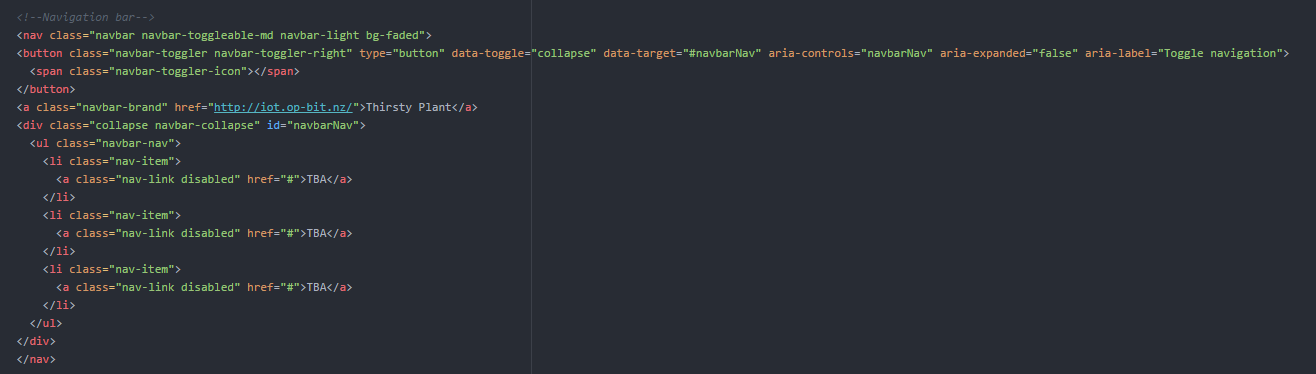 <!--Navigation bar-->
<nav class="navbar navbar-toggleable-md navbar-light bg-faded">
<button class="navbar-toggler navbar-toggler-right" type="button" data-toggle="collapse" data-target="#navbarNav" aria-controls="navbarNav" aria-expanded="false" aria-label="Toggle navigation">
  <span class="navbar-toggler-icon"></span>
</button>
<a class="navbar-brand" href="http://iot.op-bit.nz/">Thirsty Plant</a>
<div class="collapse navbar-collapse" id="navbarNav">
  <ul class="navbar-nav">
    <li class="nav-item">
      <a class="nav-link disabled" href="#">TBA</a>
    </li>
    <li class="nav-item">
      <a class="nav-link disabled" href="#">TBA</a>
    </li>
    <li class="nav-item">
      <a class="nav-link disabled" href="#">TBA</a>
    </li>
  </ul>
</div>
</nav>